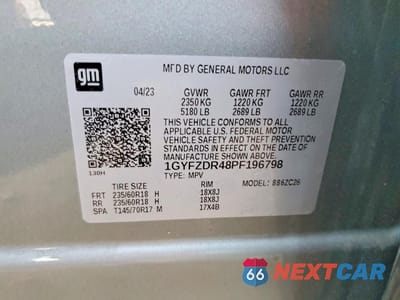 gm
MFD BY GENERAL MOTORS LLC
04/23 GVWR GAWR FRT GAWR RR
2350 KG 1220 KG 1220 KG
5180 LB 2689 LB 2689 LB
THIS VEHICLE CONFORMS TO ALL
APPLICABLE U.S. FEDERAL MOTOR
VEHICLE SAFETY AND THEFT PREVENTION
STANDARDS IN EFFECT ON THE DATE OF
MANUFACTURE SHOWN ABOVE.
1GYFZDR48PF196798
130H TYPE: MPV MODEL: 886ZC26
TIRE SIZE RIM
FRT 235/60R18 H 18X8J
RR 235/60R18 H 18X8J
SPA T145/70R17 M 17X4B
66 NEXTCAR